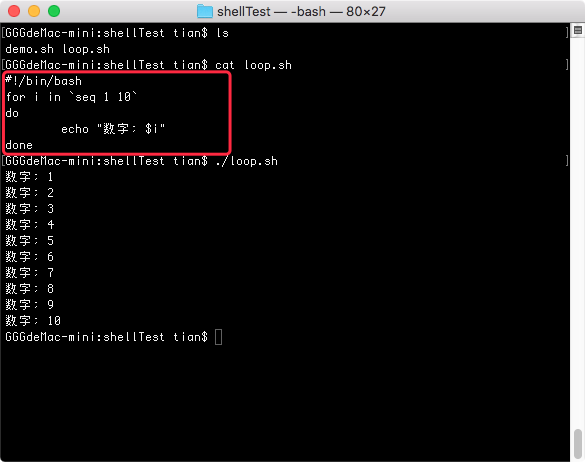 shellTest — -bash — 80×27
[GGGdeMac-mini:shellTest tian$ ls ]
demo.sh loop.sh
[GGGdeMac-mini:shellTest tian$ cat loop.sh ]
#!/bin/bash
for i in `seq 1 10`
do
        echo "数字：$i"
done
[GGGdeMac-mini:shellTest tian$ ./loop.sh ]
数字：1
数字：2
数字：3
数字：4
数字：5
数字：6
数字：7
数字：8
数字：9
数字：10
GGGdeMac-mini:shellTest tian$